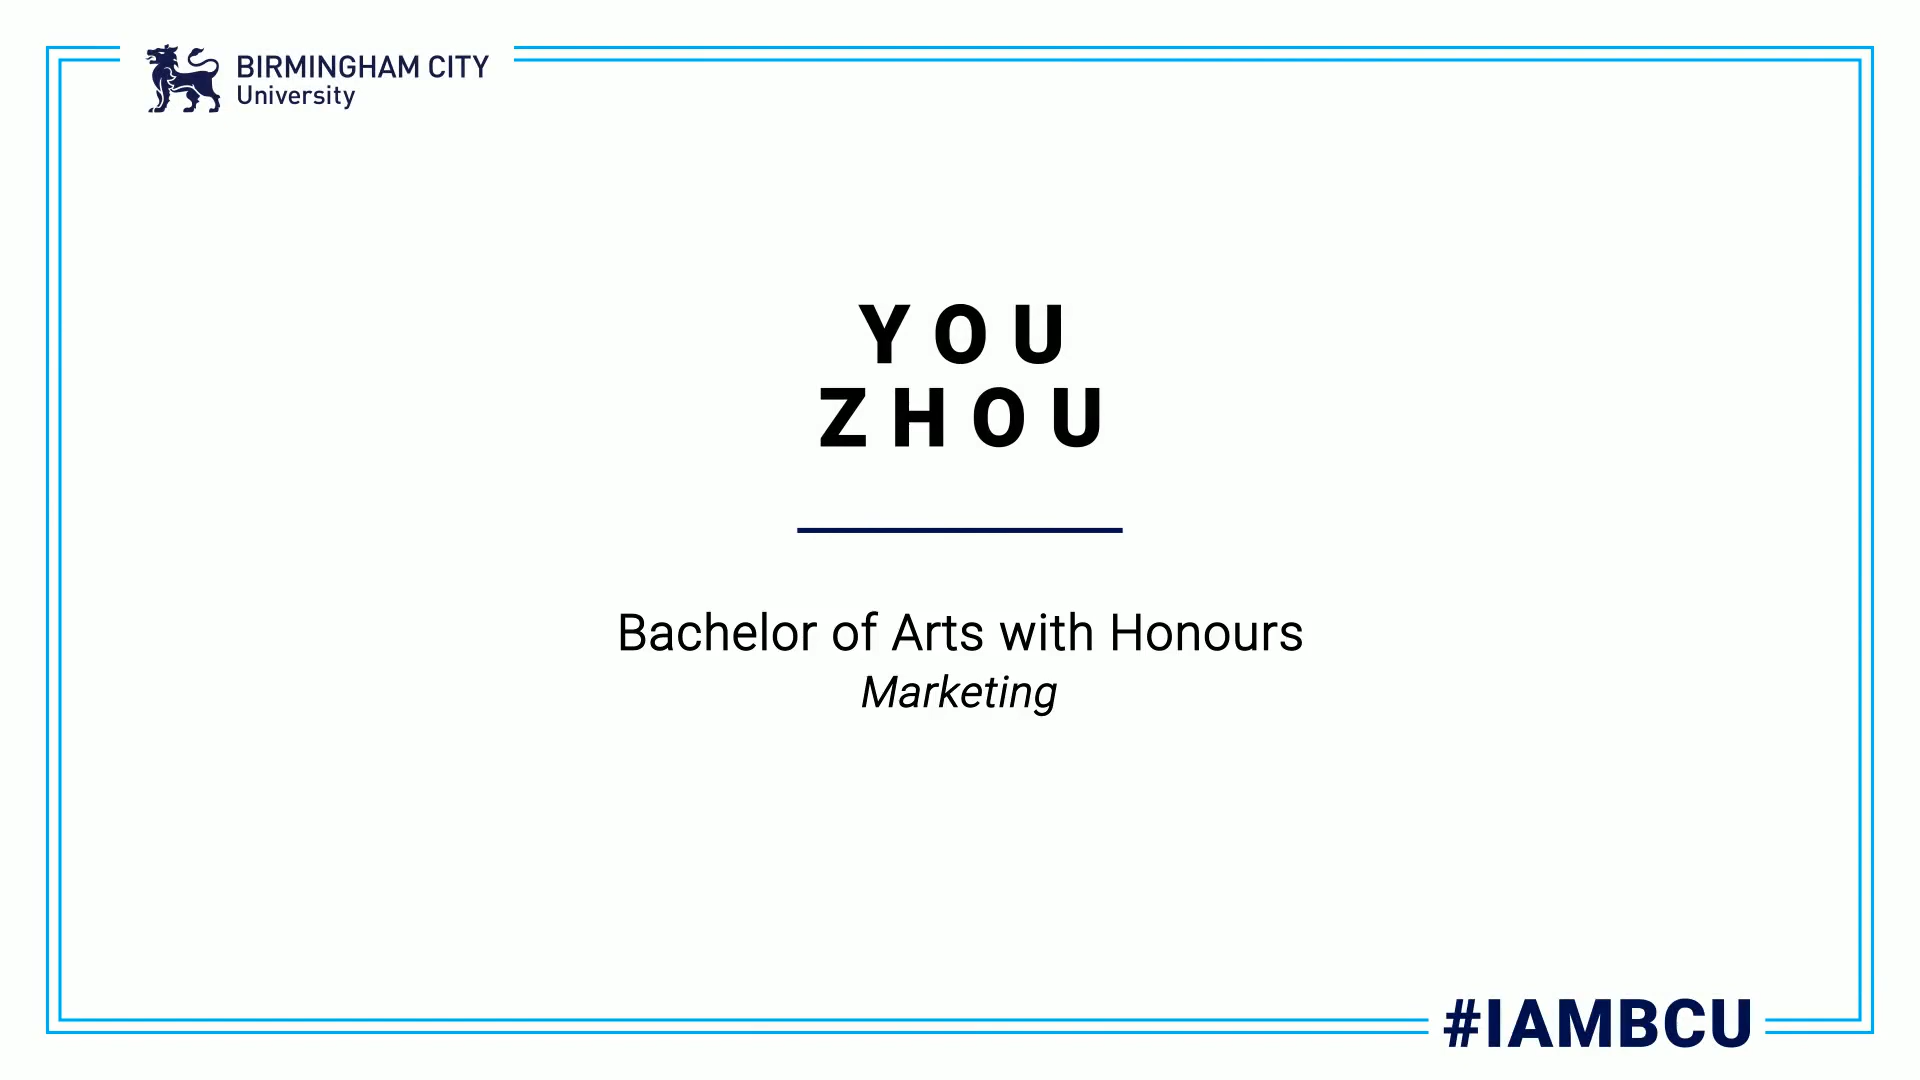 BIRMINGHAM CITY
University
YOU
ZHOU
Bachelor of Arts with Honours
Marketing
#IAMBCU